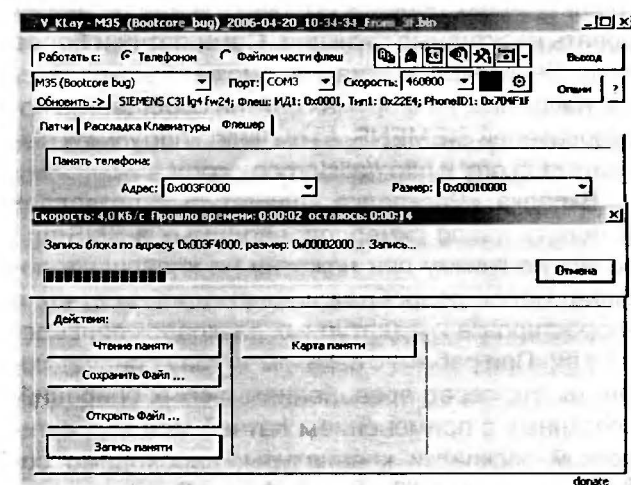 V_KLay - M35_(Bootcore_bug)_2006-04-20_10-34-34_From_3f.bin
Работать с: Телефоном Файлом части флеш Выход
M35 (Bootcore bug) Порт: COM3 Скорость: 460800 Опции ?
Обновить -> SIEMENS C3I lg4 fw24; Флеш: ИД1: 0x0001, Тип1: 0x22E4; PhoneID1: 0x704F1F
Патчи Раскладка Клавиатуры Флешер
Память телефона:
Адрес: 0x003F0000 Размер: 0x00010000
Скорость: 4,0 КБ/с Прошло времени: 0:00:02 осталось: 0:00:14
Запись блока по адресу: 0x003F4000, размер: 0x00002000 ... Запись...
Отмена
Действия:
Чтение памяти Карта памяти
Сохранить Файл ...
Открыть Файл ...
Запись памяти
donate